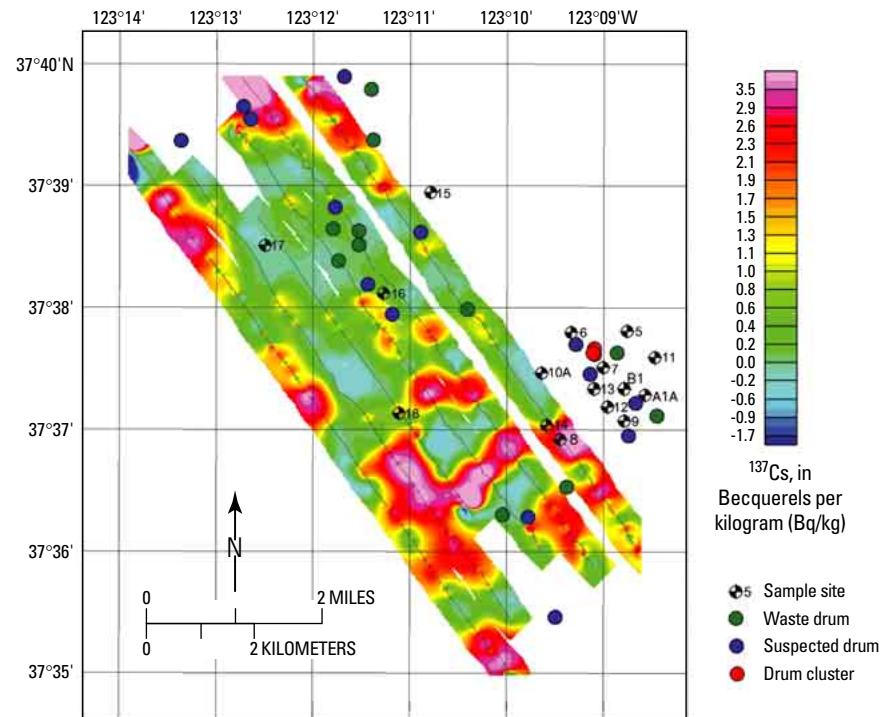 123°14' 123°13' 123°12' 123°11' 123°10' 123°09'W
37°40'N
37°39'
37°38'
37°37'
37°36'
37°35'
15
17
16
6
5
11
7
10A
13
B1
A1A
12
18
9
14
8
N
0 2 MILES
0 2 KILOMETERS
3.5
2.9
2.6
2.3
2.1
1.9
1.7
1.5
1.3
1.1
1.0
0.8
0.6
0.4
0.2
0.0
-0.2
-0.6
-0.9
-1.7
¹³⁷Cs, in
Becquerels per
kilogram (Bq/kg)
5 Sample site
Waste drum
Suspected drum
Drum cluster